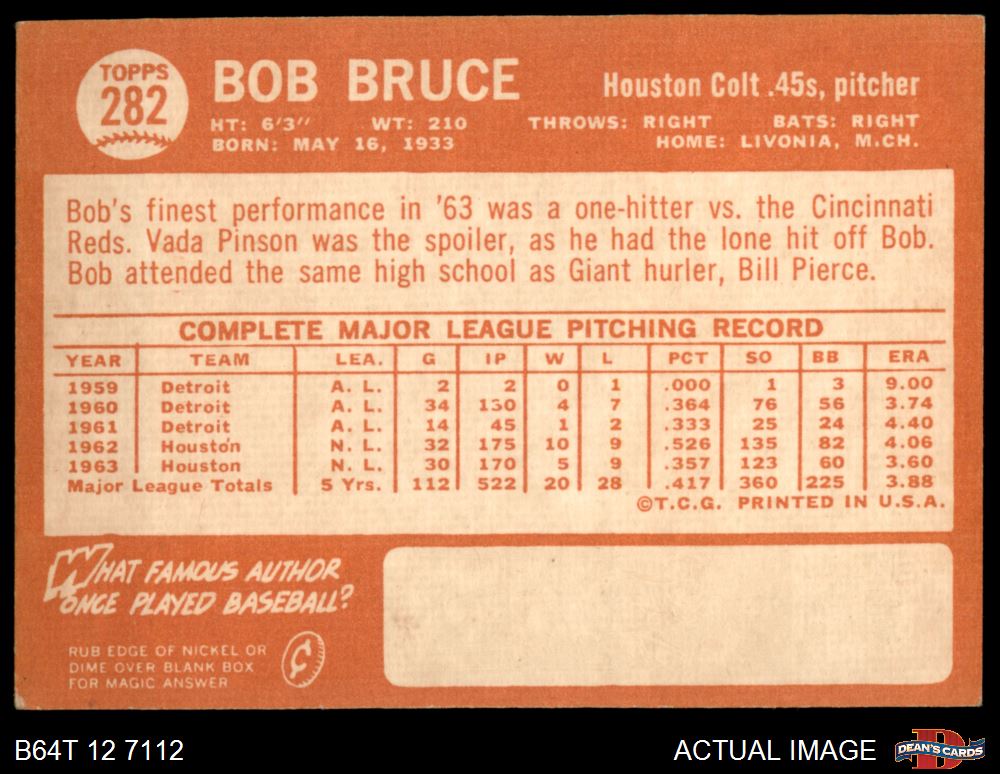 TOPPS
282
BOB BRUCE
Houston Colt .45s, pitcher
HT: 6'3" WT: 210 THROWS: RIGHT BATS: RIGHT
BORN: MAY 16, 1933 HOME: LIVONIA, M.CH.
Bob's finest performance in '63 was a one-hitter vs. the Cincinnati
Reds. Vada Pinson was the spoiler, as he had the lone hit off Bob.
Bob attended the same high school as Giant hurler, Bill Pierce.
COMPLETE MAJOR LEAGUE PITCHING RECORD
YEAR TEAM LEA. G IP W L PCT SO BB ERA
1959 Detroit A. L. 2 2 0 1 .000 1 3 9.00
1960 Detroit A. L. 34 130 4 7 .364 76 56 3.74
1961 Detroit A. L. 14 45 1 2 .333 25 24 4.40
1962 Houston N. L. 32 175 10 9 .526 135 82 4.06
1963 Houston N. L. 30 170 5 9 .357 123 60 3.60
Major League Totals 5 Yrs. 112 522 20 28 .417 360 225 3.88
©T.C.G. PRINTED IN U.S.A.
WHAT FAMOUS AUTHOR
ONCE PLAYED BASEBALL?
RUB EDGE OF NICKEL OR
DIME OVER BLANK BOX
FOR MAGIC ANSWER
¢
B64T 12 7112
ACTUAL IMAGE
D
DEAN'S CARDS